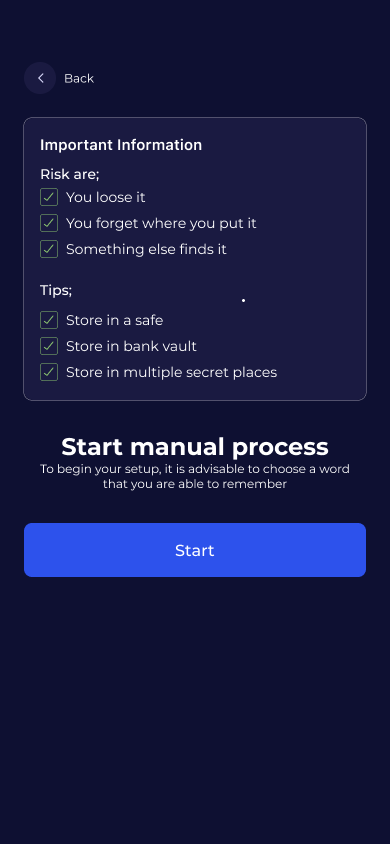 Back
Important Information
Risk are;
You loose it
You forget where you put it
Something else finds it
Tips;
Store in a safe
Store in bank vault
Store in multiple secret places
Start manual process
To begin your setup, it is advisable to choose a word
that you are able to remember
Start